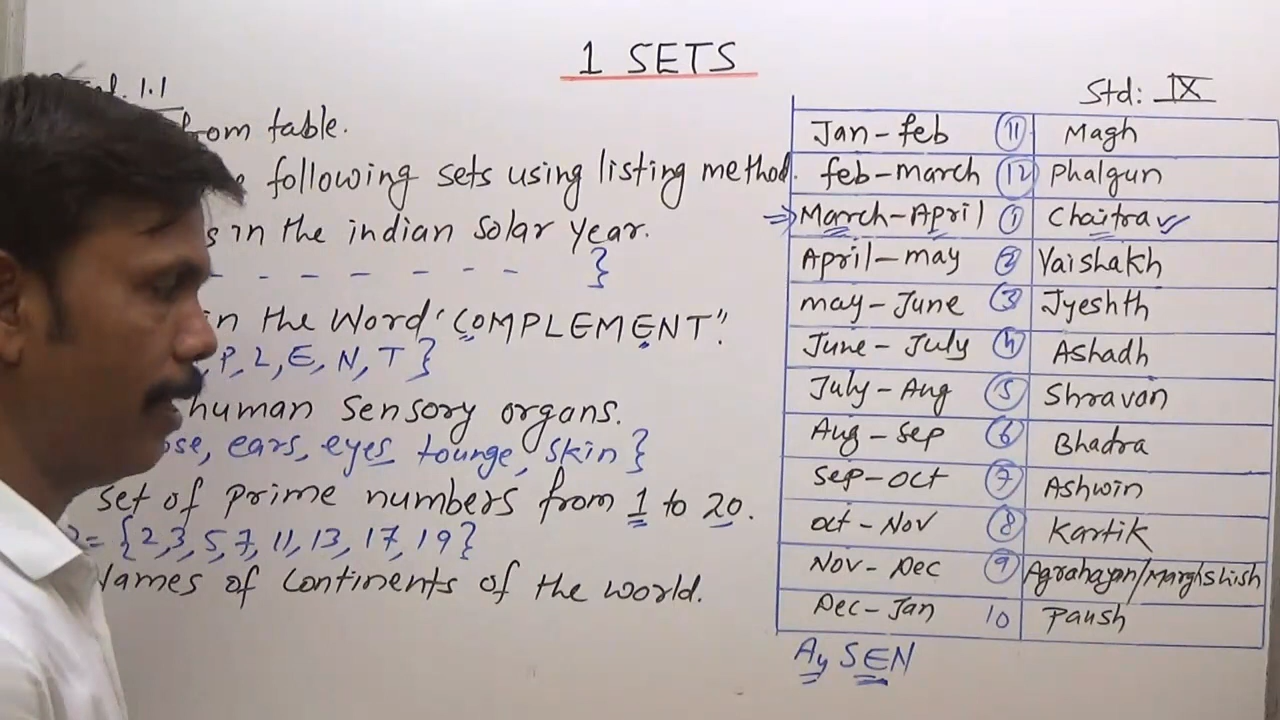 1 SETS
1.1
Std: IX
from table.
following sets using listing method.
in the indian Solar Year.
- - - - - - - }
in the Word "COMPLEMENT".
P, L, E, N, T }
human Sensory organs.
ears, eyes, tounge, skin }
set of prime numbers from 1 to 20.
= {2,3,5,7,11,13,17,19}
Names of Continents of the world.
Jan-feb 11 Magh
feb-march 12 Phalgun
⇒ March-April 1 Chaitra ✓
April-may 2 Vaishakh
may-June 3 Jyeshth
June-July 4 Ashadh
July-Aug 5 Shravan
Aug-Sep 6 Bhadra
Sep-oct 7 Ashwin
oct-Nov 8 Kartik
Nov-Dec 9 Agrahayan/Marghshish
Dec-Jan 10 Paush
Ay SEN